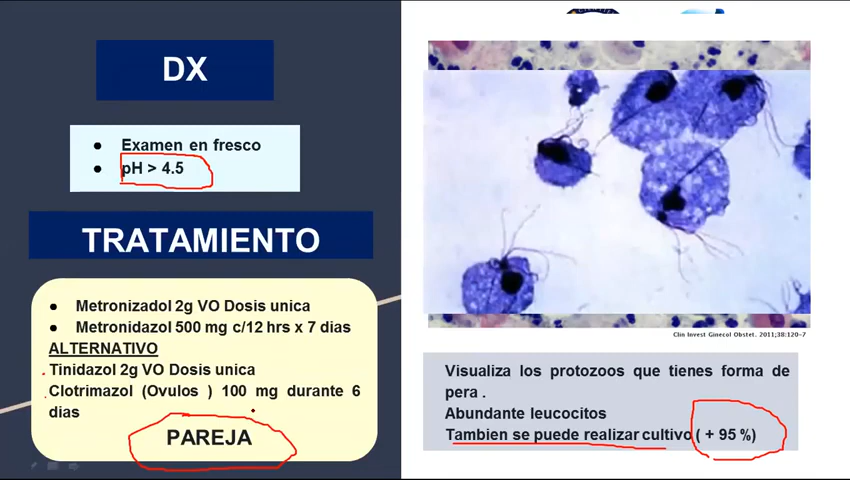 DX
● Examen en fresco
● pH > 4.5
TRATAMIENTO
● Metronizadol 2g VO Dosis unica
● Metronidazol 500 mg c/12 hrs x 7 dias
ALTERNATIVO
Tinidazol 2g VO Dosis unica
Clotrimazol (Ovulos ) 100 mg durante 6
dias
PAREJA
Clin Invest Ginecol Obstet. 2011;38:120-7
Visualiza los protozoos que tienes forma de
pera .
Abundante leucocitos
Tambien se puede realizar cultivo ( + 95 %)